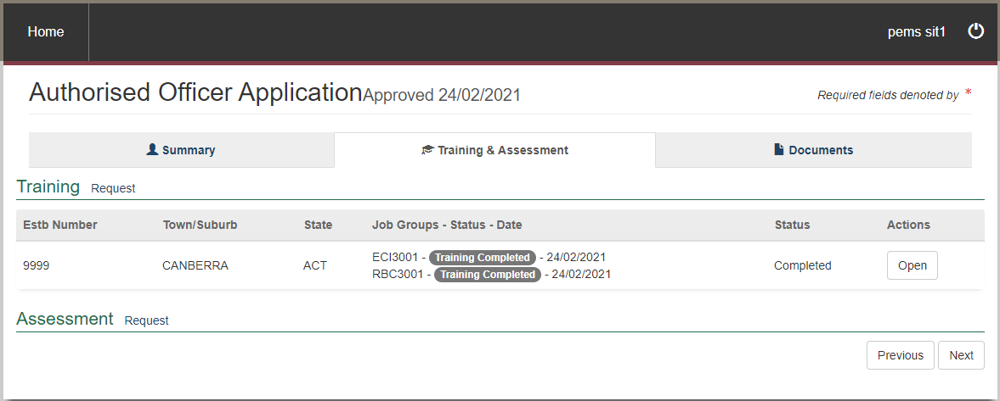 Home pems sit1
Authorised Officer Application Approved 24/02/2021 Required fields denoted by *
Summary Training & Assessment Documents
Training Request
Estb Number Town/Suburb State Job Groups - Status - Date Status Actions
9999 CANBERRA ACT ECI3001 - Training Completed - 24/02/2021 Completed Open
RBC3001 - Training Completed - 24/02/2021
Assessment Request
Previous Next